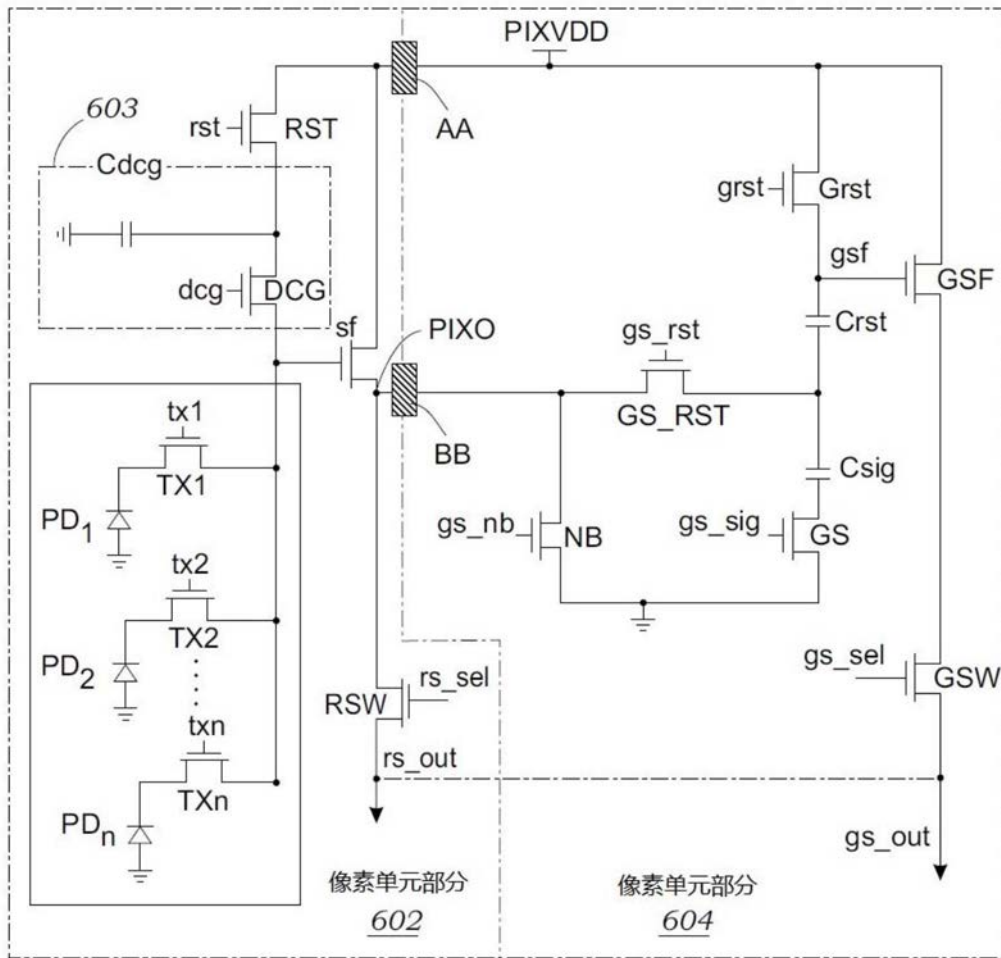 PIXVDD
603
rst
RST
AA
Cdcg
grst
Grst
gsf
GSF
dcg
DCG
sf
PIXO
gs_rst
Crst
GS_RST
BB
tx1
TX1
PD1
Csig
gs_nb
NB
gs_sig
GS
tx2
TX2
PD2
rs_sel
RSW
gs_sel
GSW
txn
TXn
rs_out
PDn
gs_out
像素单元部分
602
像素单元部分
604